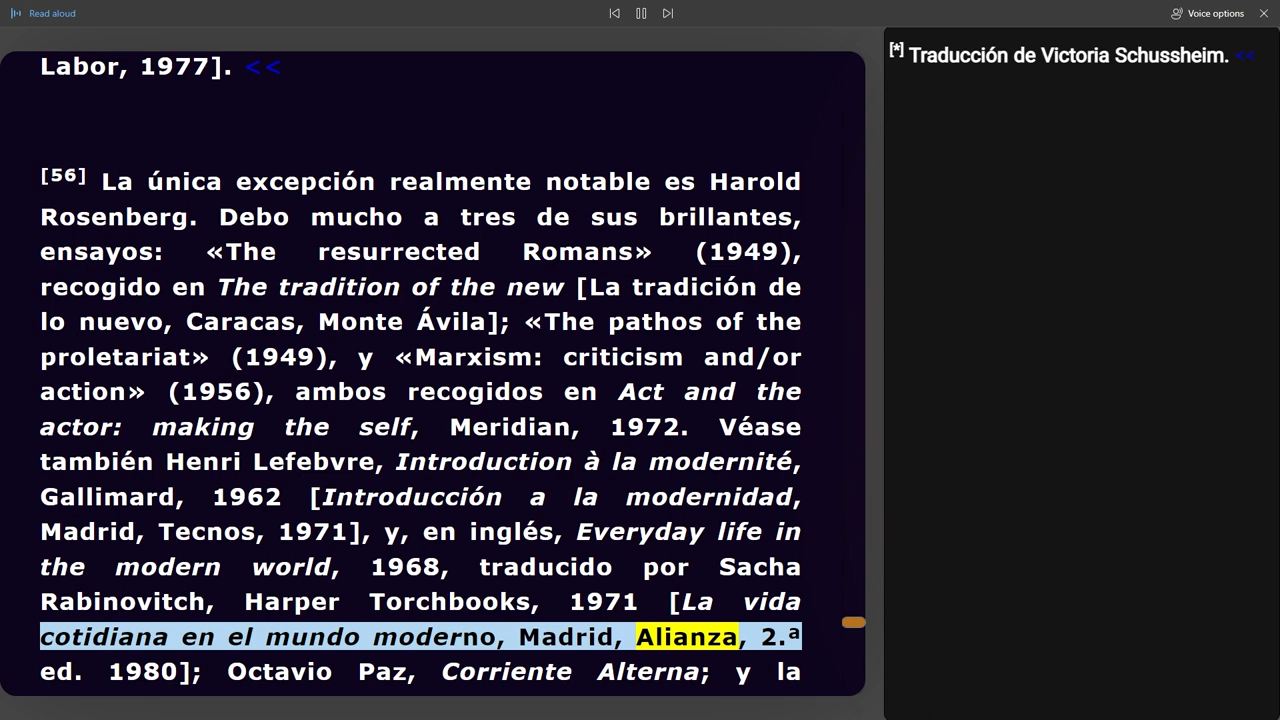 Read aloud
Voice options
Labor, 1977]. <<
[56] La única excepción realmente notable es Harold
Rosenberg. Debo mucho a tres de sus brillantes,
ensayos: «The resurrected Romans» (1949),
recogido en The tradition of the new [La tradición de
lo nuevo, Caracas, Monte Ávila]; «The pathos of the
proletariat» (1949), y «Marxism: criticism and/or
action» (1956), ambos recogidos en Act and the
actor: making the self, Meridian, 1972. Véase
también Henri Lefebvre, Introduction à la modernité,
Gallimard, 1962 [Introducción a la modernidad,
Madrid, Tecnos, 1971], y, en inglés, Everyday life in
the modern world, 1968, traducido por Sacha
Rabinovitch, Harper Torchbooks, 1971 [La vida
cotidiana en el mundo moderno, Madrid, Alianza, 2.ª
ed. 1980]; Octavio Paz, Corriente Alterna; y la
[*] Traducción de Victoria Schussheim. <<